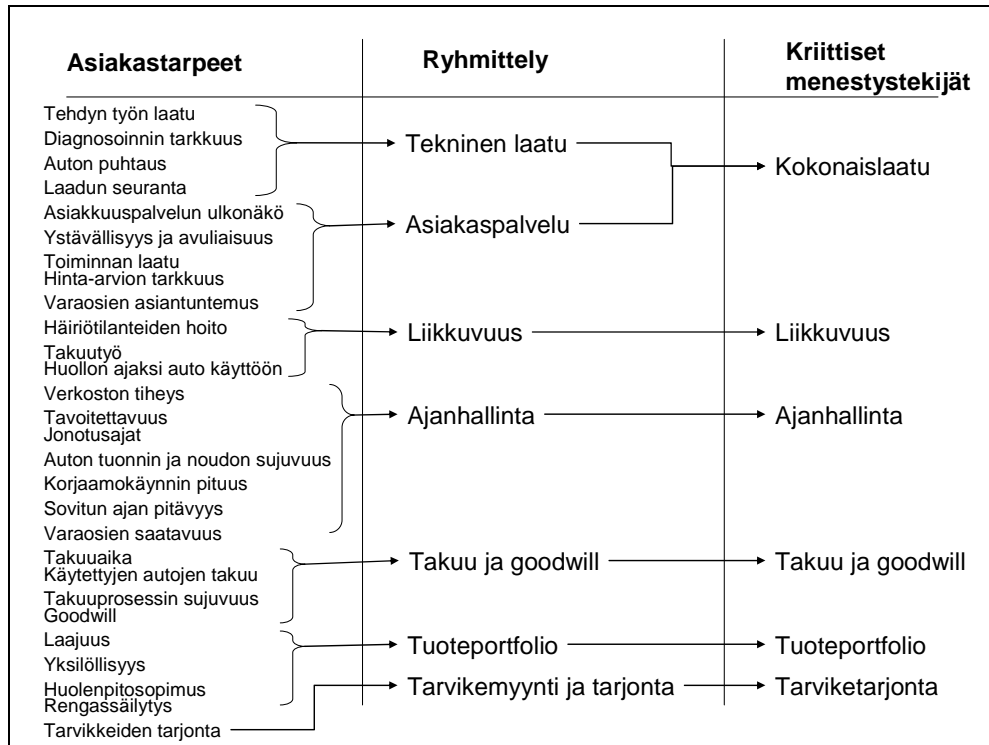 Asiakastarpeet
Ryhmittely
Kriittiset
menestystekijät
Tehdyn työn laatu
Diagnosoinnin tarkkuus
Auton puhtaus
Laadun seuranta
Asiakkuuspalvelun ulkonäkö
Ystävällisyys ja avuliaisuus
Toiminnan laatu
Hinta-arvion tarkkuus
Varaosien asiantuntemus
Häiriötilanteiden hoito
Takuutyö
Huollon ajaksi auto käyttöön
Verkoston tiheys
Tavoitettavuus
Jonotusajat
Auton tuonnin ja noudon sujuvuus
Korjaamokäynnin pituus
Sovitun ajan pitävyys
Varaosien saatavuus
Takuuaika
Käytettyjen autojen takuu
Takuuprosessin sujuvuus
Goodwill
Laajuus
Yksilöllisyys
Huolenpitosopimus
Rengassäilytys
Tarvikkeiden tarjonta
Tekninen laatu
Asiakaspalvelu
Liikkuvuus
Ajanhallinta
Takuu ja goodwill
Tuoteportfolio
Tarvikemyynti ja tarjonta
Kokonaislaatu
Liikkuvuus
Ajanhallinta
Takuu ja goodwill
Tuoteportfolio
Tarviketarjonta